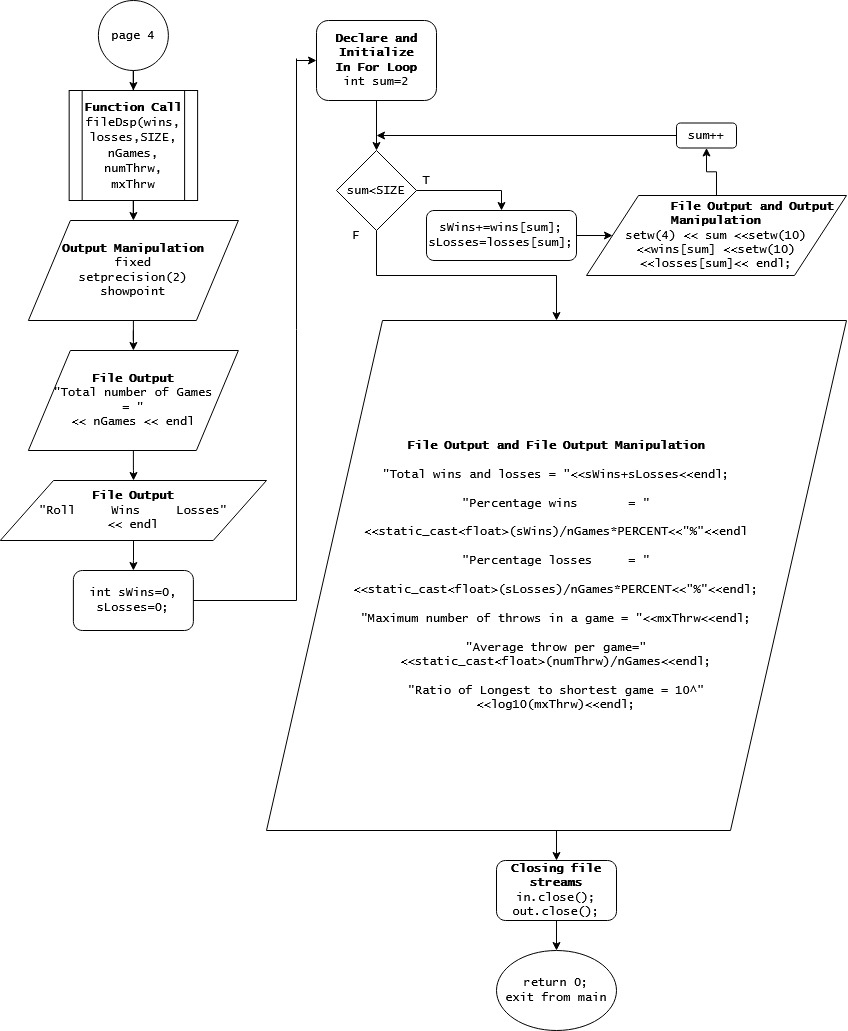 page 4
Function Call
fileDsp(wins,
losses,SIZE,
nGames,
numThrw,
mxThrw
Output Manipulation
fixed
setprecision(2)
showpoint
File Output
"Total number of Games
= "
<< nGames << endl
File Output
"Roll     Wins     Losses"
<< endl
int sWins=0,
sLosses=0;
Declare and
Initialize
In For Loop
int sum=2
sum++
sum<SIZE
T
F
sWins+=wins[sum];
sLosses=losses[sum];
File Output and Output
Manipulation
setw(4) << sum <<setw(10)
<<wins[sum] <<setw(10)
<<losses[sum]<< endl;
File Output and File Output Manipulation
"Total wins and losses = "<<sWins+sLosses<<endl;
"Percentage wins       = "
<<static_cast<float>(sWins)/nGames*PERCENT<<"%"<<endl
"Percentage losses     = "
<<static_cast<float>(sLosses)/nGames*PERCENT<<"%"<<endl;
"Maximum number of throws in a game = "<<mxThrw<<endl;
"Average throw per game="
<<static_cast<float>(numThrw)/nGames<<endl;
"Ratio of Longest to shortest game = 10^"
<<log10(mxThrw)<<endl;
Closing file
streams
in.close();
out.close();
return 0;
exit from main